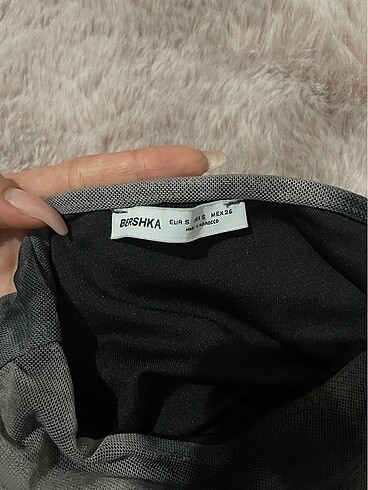 BERSHKA
EUR S USA S MEX 26
MADE IN MOROCCO